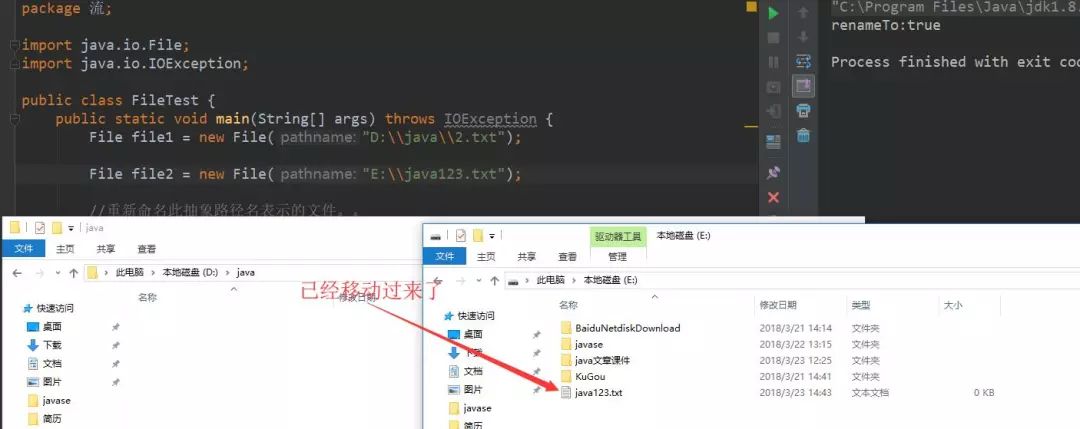 package 流;
import java.io.File;
import java.io.IOException;
public class FileTest {
public static void main(String[] args) throws IOException {
File file1 = new File( pathname: "D:\\java\\2.txt");
File file2 = new File( pathname: "E:\\java123.txt");
//重新命名此抽象路径名表示的文件。。
"C:\Program Files\Java\jdk1.8.
renameTo:true
Process finished with exit cod
java
文件 主页 共享 查看
此电脑 本地磁盘 (D:) java
名称 修改日期
快速访问
桌面
下载
文档
图片
javase
简历
已经移动过来了
驱动器工具 本地磁盘 (E:)
文件 主页 共享 查看 管理
此电脑 本地磁盘 (E:)
名称 修改日期 类型 大小
快速访问
桌面
下载
文档
图片
javase
简历
BaiduNetdiskDownload 2018/3/21 14:14 文件夹
javase 2018/3/22 13:15 文件夹
java文章课件 2018/3/23 12:25 文件夹
KuGou 2018/3/21 14:41 文件夹
java123.txt 2018/3/23 14:43 文本文档 0 KB